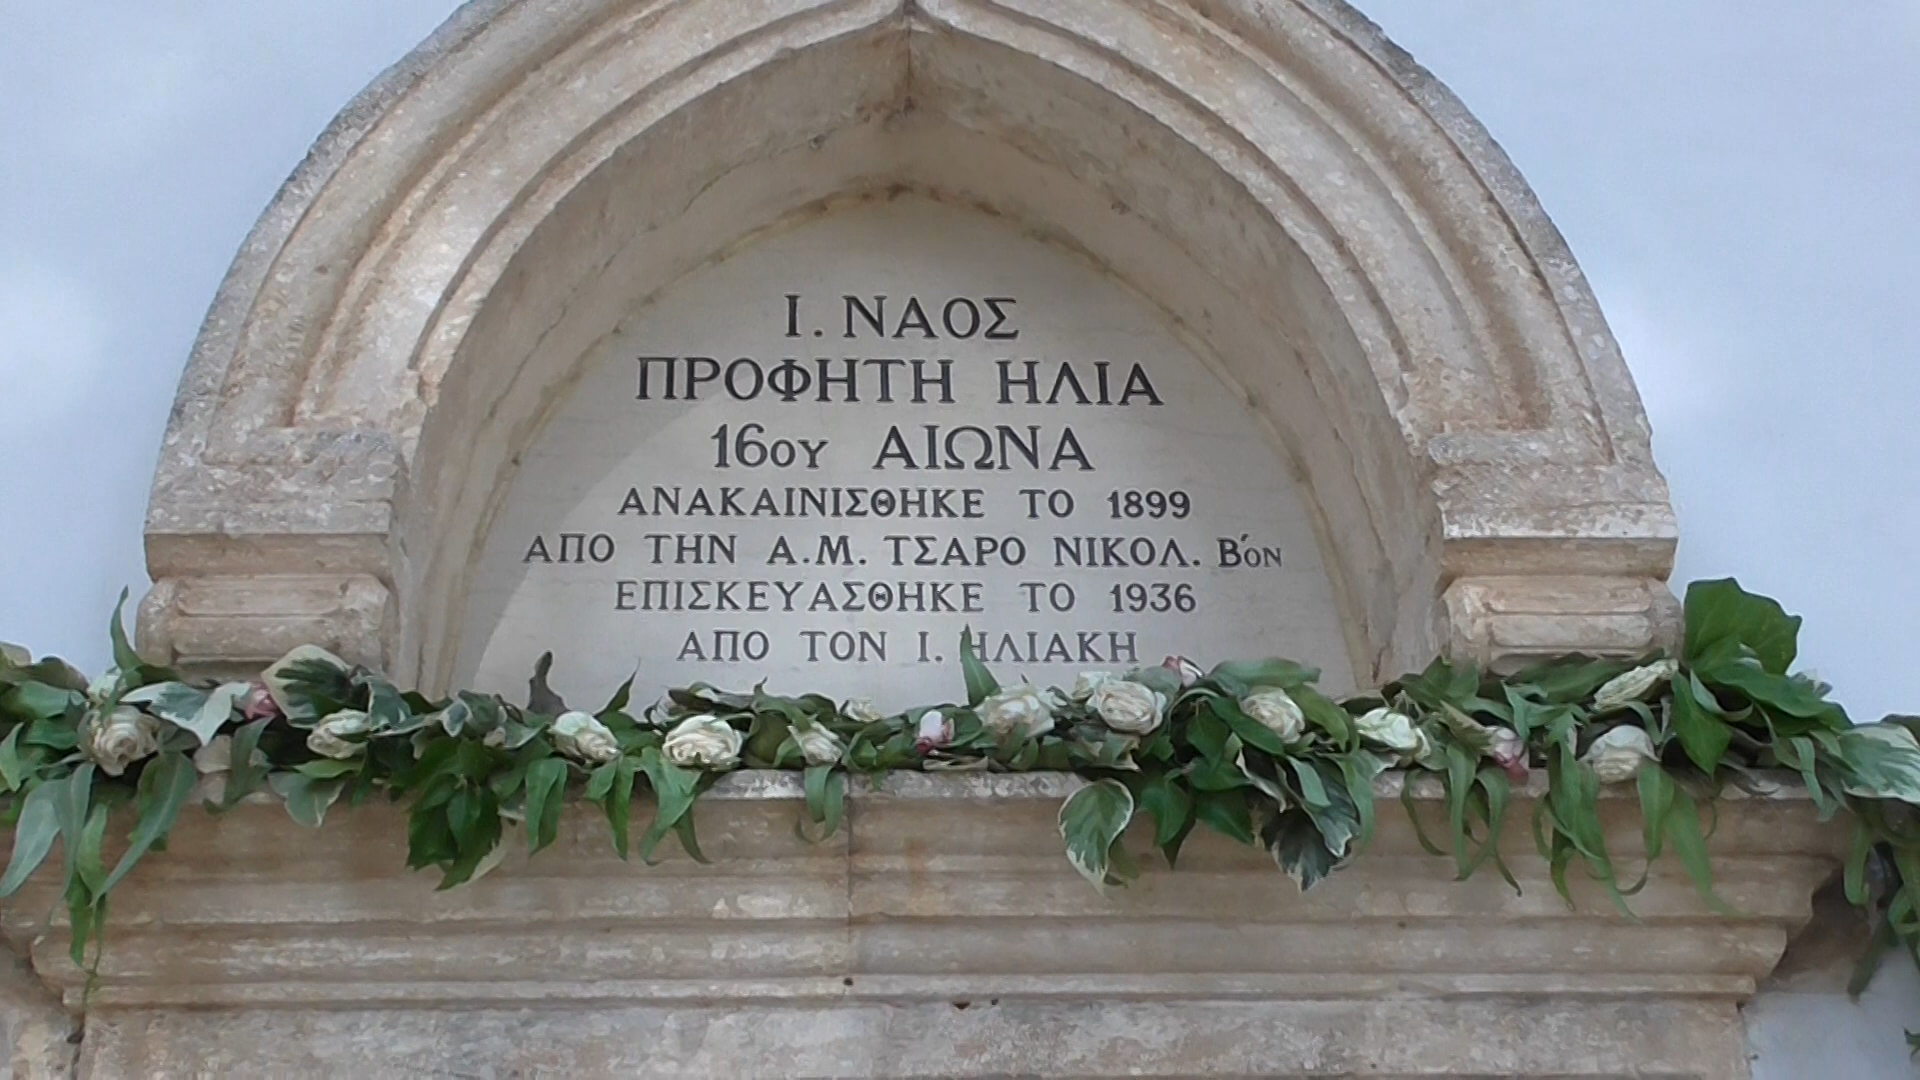 Ι. ΝΑΟΣ
ΠΡΟΦΗΤΗ ΗΛΙΑ
16ου ΑΙΩΝΑ
ΑΝΑΚΑΙΝΙΣΘΗΚΕ ΤΟ 1899
ΑΠΟ ΤΗΝ Α.Μ. ΤΣΑΡΟ ΝΙΚΟΛ. Β΄ΟΝ
ΕΠΙΣΚΕΥΑΣΘΗΚΕ ΤΟ 1936
ΑΠΟ ΤΟΝ Ι. ΗΛΙΑΚΗ